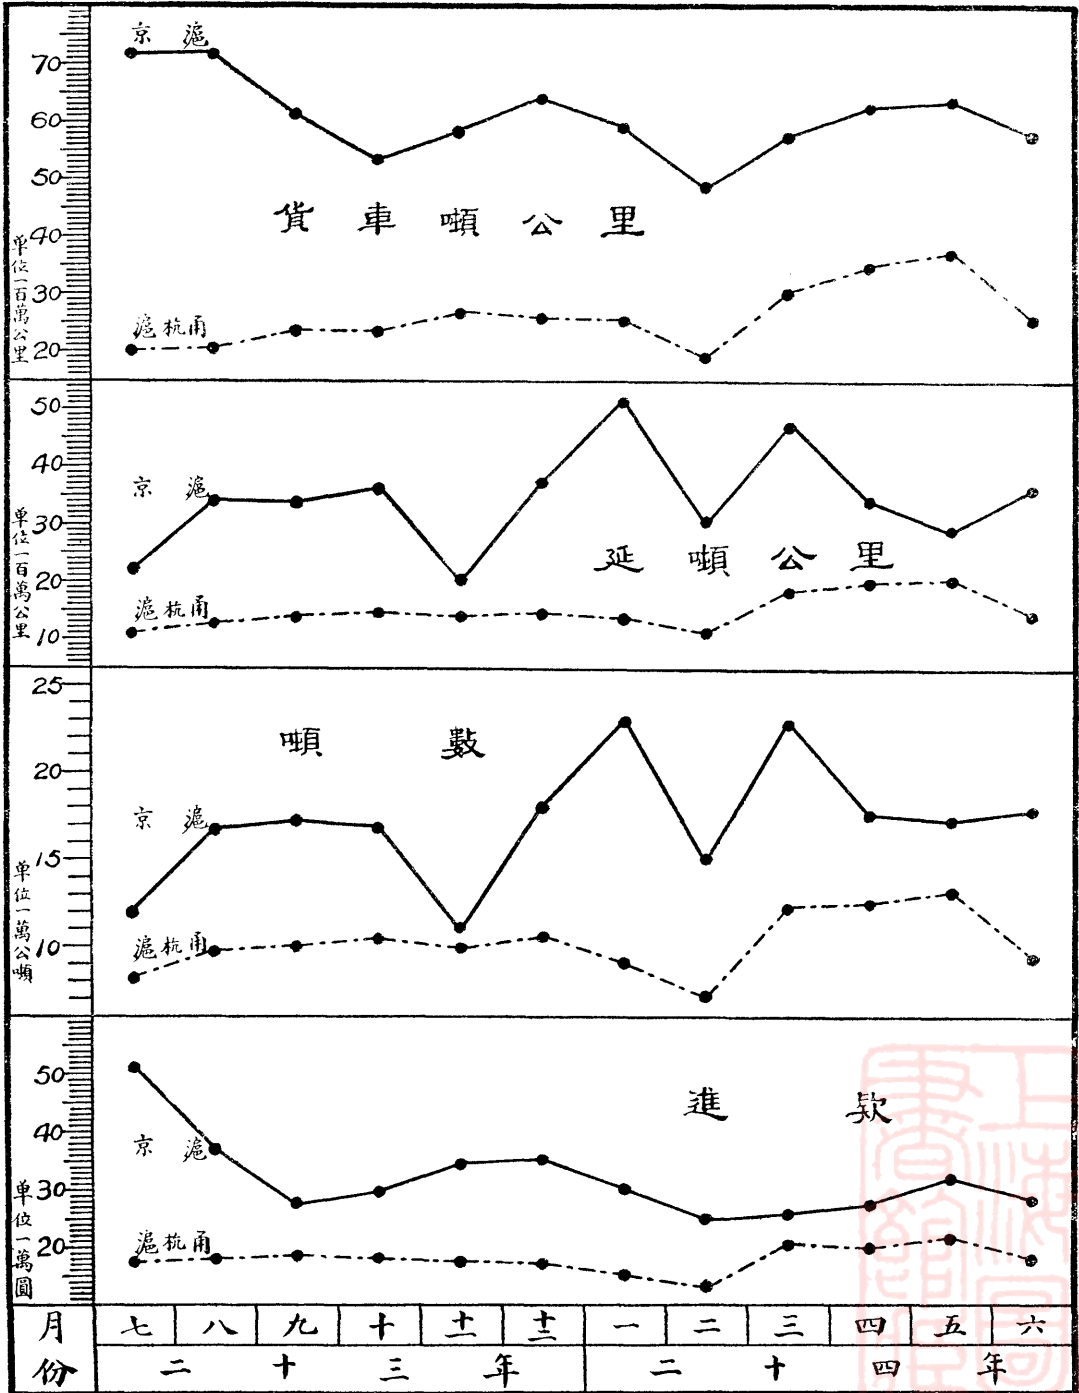 京滬
70
60
50
貨車噸公里
40
30
滬杭甬
20
單位一百萬公里
50
40
京滬
30
延噸公里
20
滬杭甬
10
單位一百萬公里
25
噸數
20
京滬
15
10
滬杭甬
單位一萬公噸
50
進款
40
京滬
30
20
滬杭甬
單位一萬圓
月份
七 八 九 十 十一 十二 一 二 三 四 五 六
二十三年 二十四年
上海圖書館